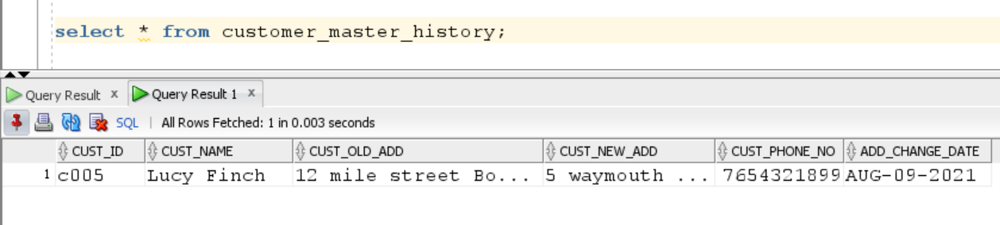 select * from customer_master_history;
Query Result x Query Result 1 x
SQL | All Rows Fetched: 1 in 0.003 seconds
CUST_ID CUST_NAME CUST_OLD_ADD CUST_NEW_ADD CUST_PHONE_NO ADD_CHANGE_DATE
1 c005 Lucy Finch 12 mile street Bo... 5 waymouth ... 7654321899 AUG-09-2021